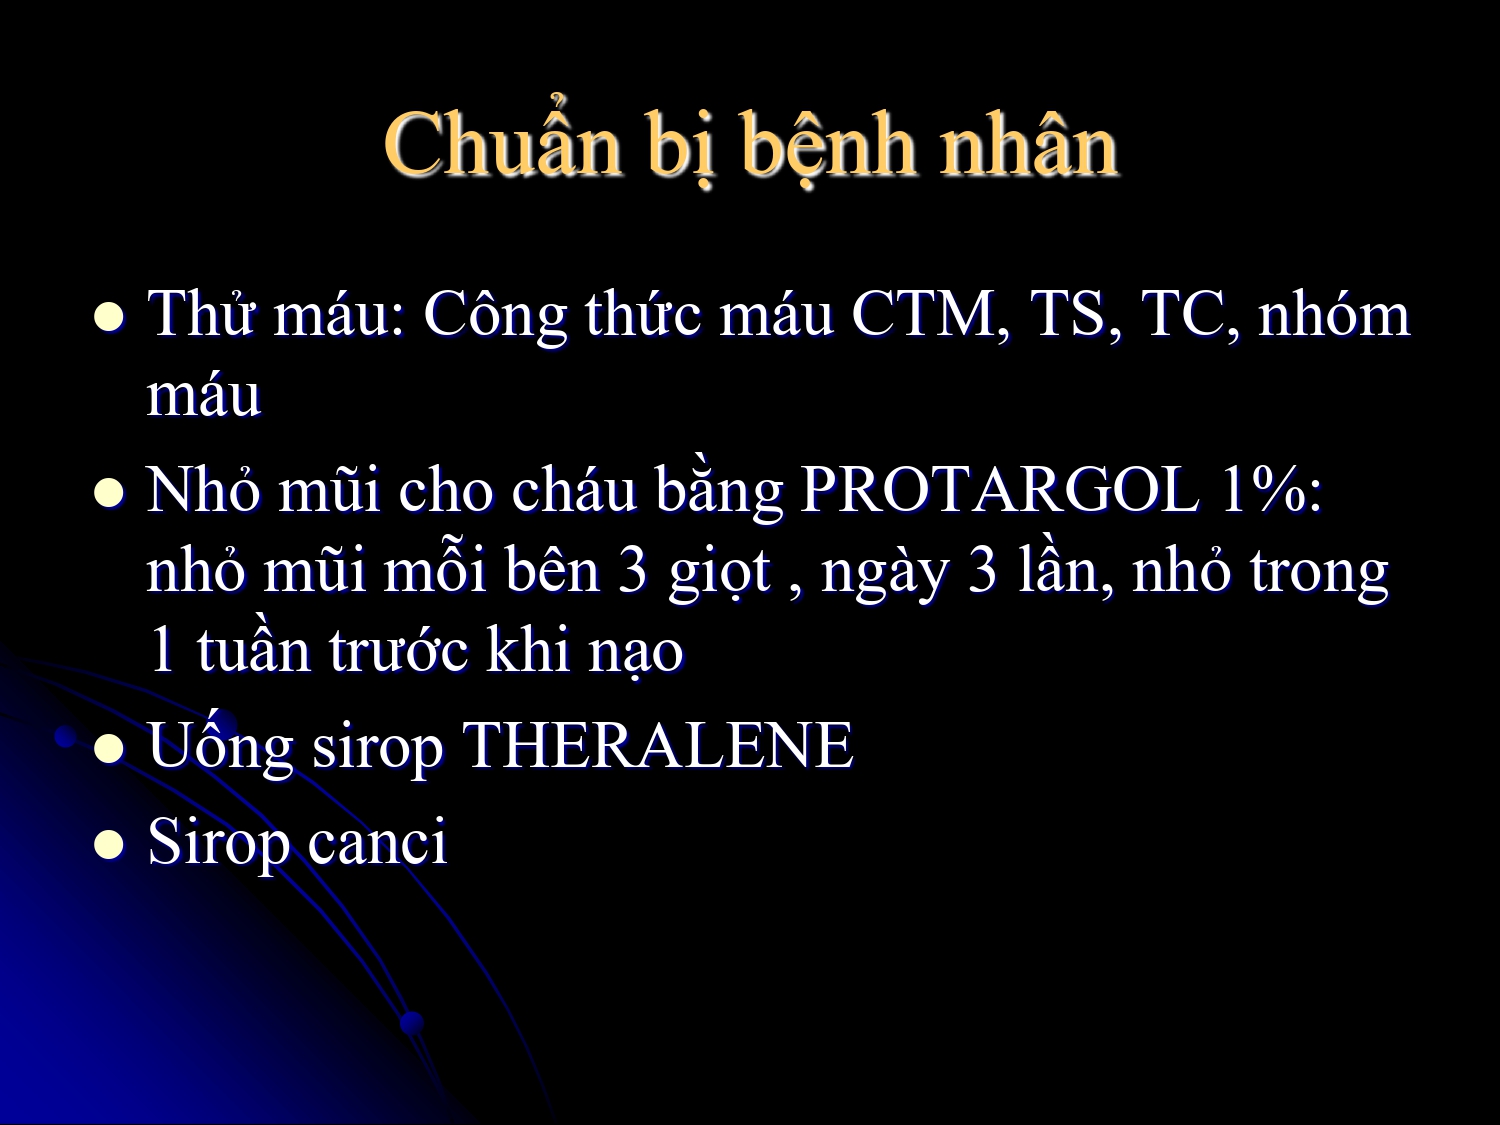 Chuẩn bị bệnh nhân
Thử máu: Công thức máu CTM, TS, TC, nhóm
máu
Nhỏ mũi cho cháu bằng PROTARGOL 1%:
nhỏ mũi mỗi bên 3 giọt , ngày 3 lần, nhỏ trong
1 tuần trước khi nạo
Uống sirop THERALENE
Sirop canci